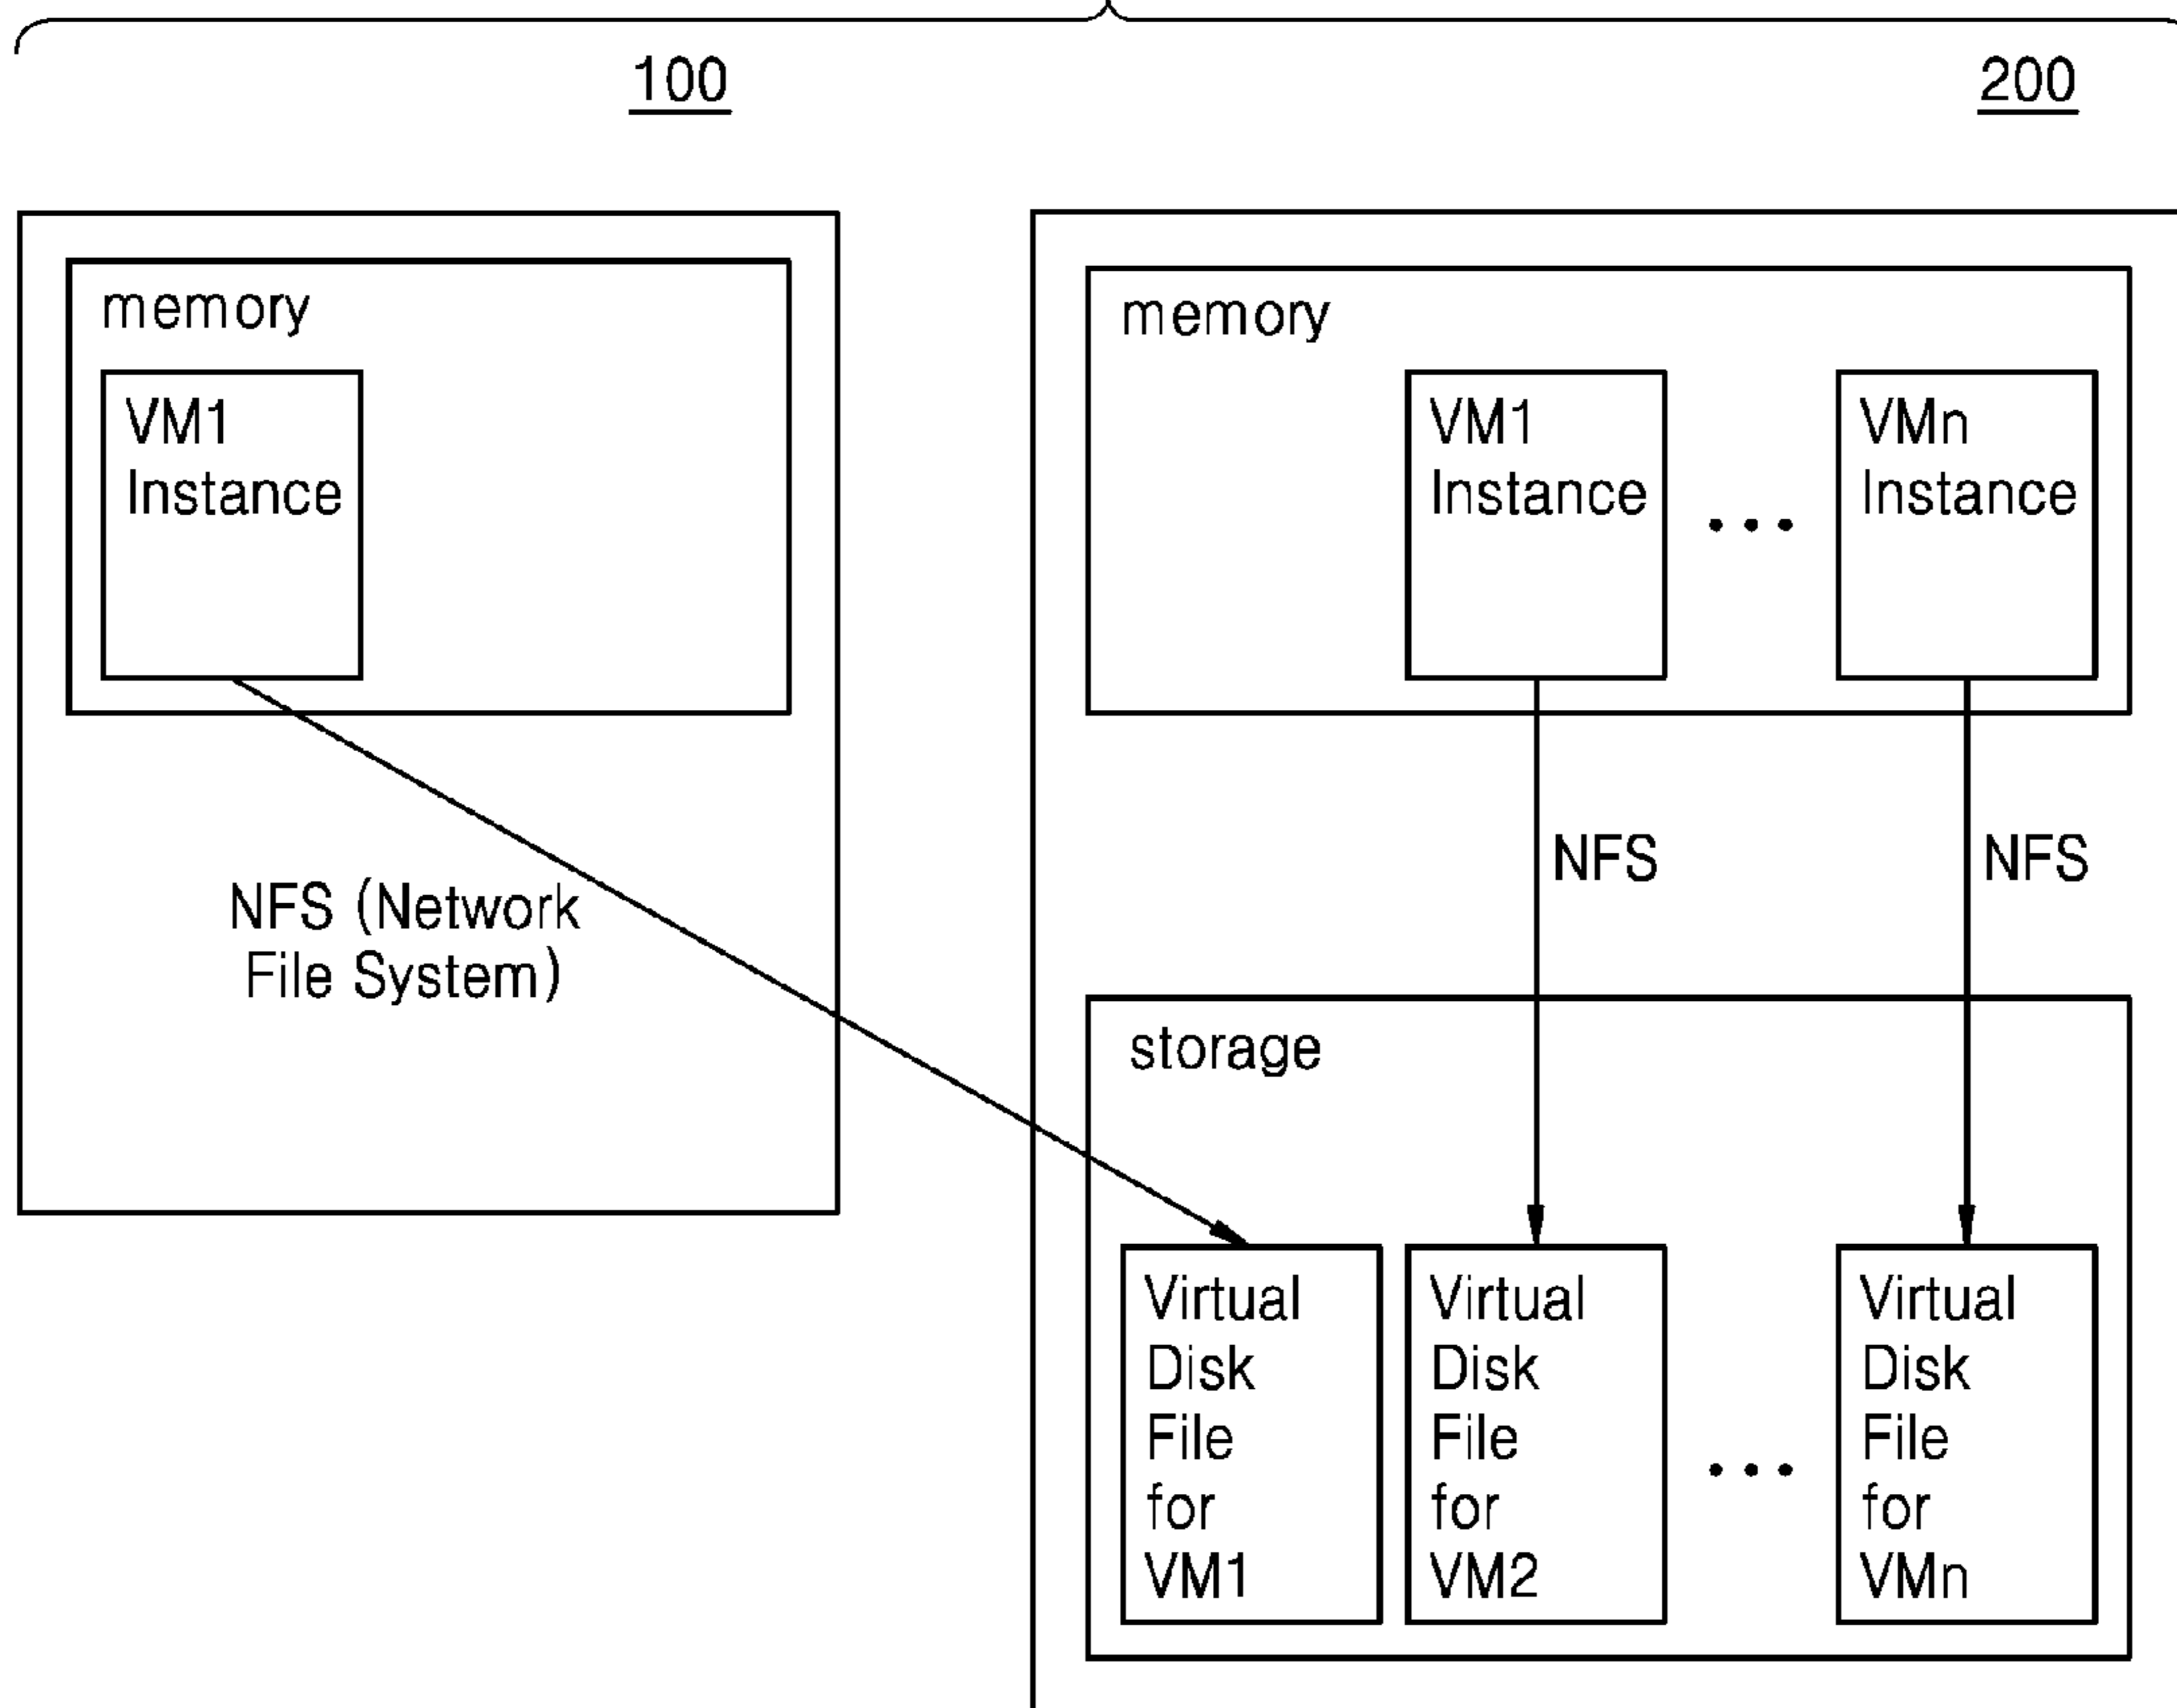 100
200
memory
VM1
Instance
NFS (Network
File System)
memory
VM1
Instance
...
VMn
Instance
NFS
NFS
storage
Virtual
Disk
File
for
VM1
Virtual
Disk
File
for
VM2
...
Virtual
Disk
File
for
VMn